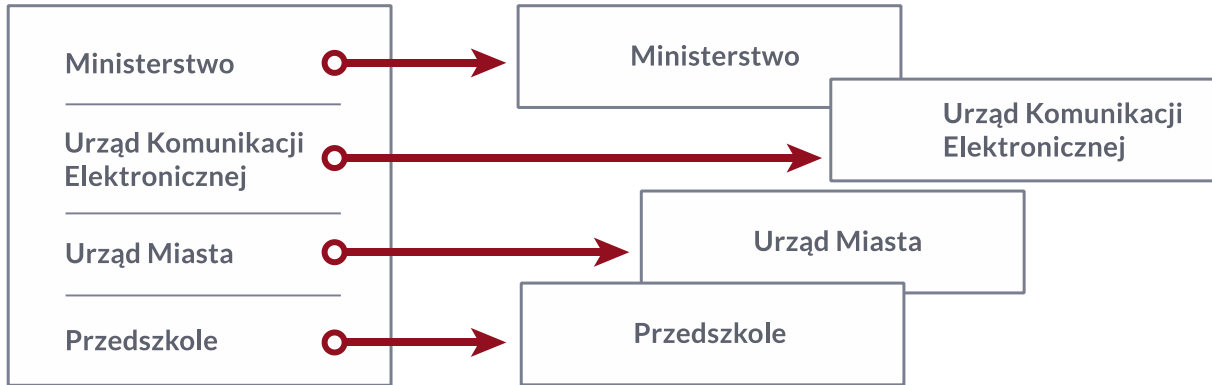 Ministerstwo
Urząd Komunikacji
Elektronicznej
Urząd Miasta
Przedszkole
Ministerstwo
Urząd Komunikacji
Elektronicznej
Urząd Miasta
Przedszkole